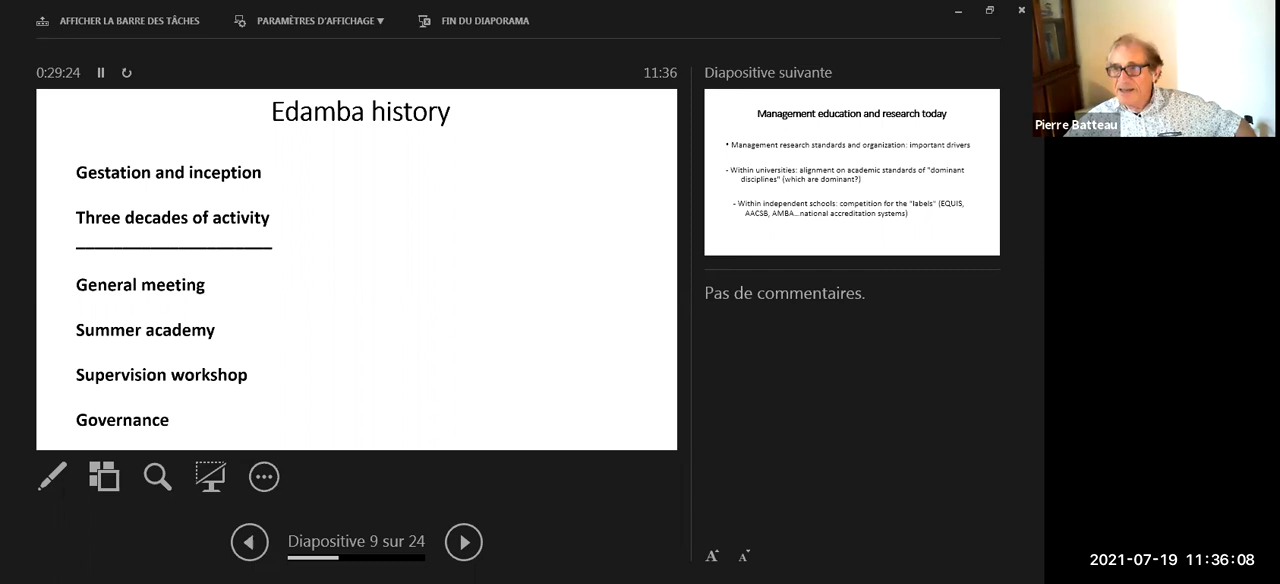 AFFICHER LA BARRE DES TÂCHES
PARAMÈTRES D'AFFICHAGE ▼
FIN DU DIAPORAMA
0:29:24
11:36
Edamba history
Gestation and inception
Three decades of activity
General meeting
Summer academy
Supervision workshop
Governance
Diapositive 9 sur 24
Diapositive suivante
Management education and research today
• Management research standards and organization: important drivers
- Within universities: alignment on academic standards of "dominant
disciplines" (which are dominant?)
- Within independent schools: competition for the "labels" (EQUIS,
AACSB, AMBA...national accreditation systems)
Pas de commentaires.
A A
Pierre Batteau
2021-07-19 11:36:08